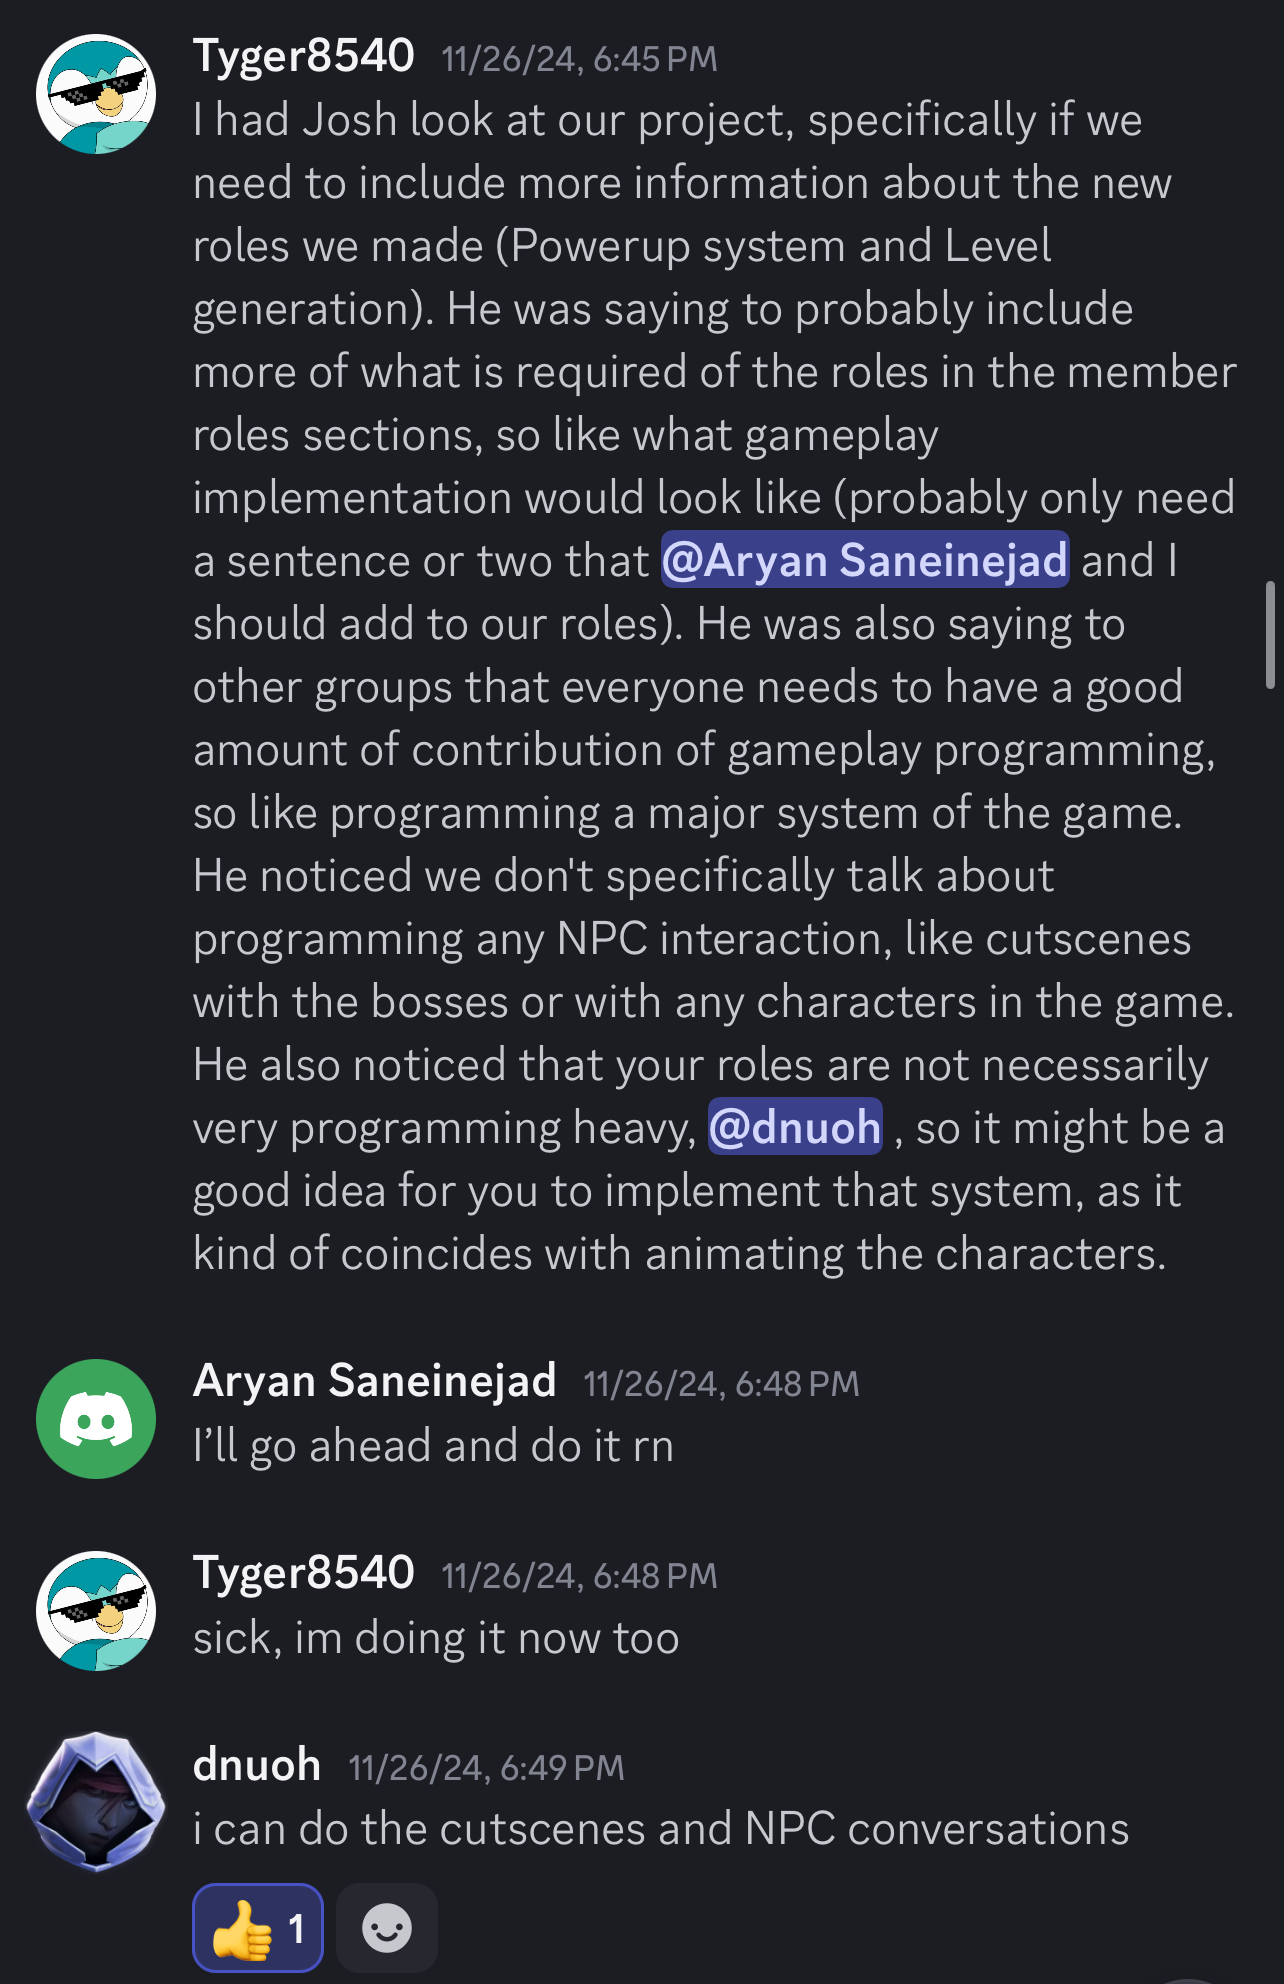 Tyger8540 11/26/24, 6:45 PM
I had Josh look at our project, specifically if we
need to include more information about the new
roles we made (Powerup system and Level
generation). He was saying to probably include
more of what is required of the roles in the member
roles sections, so like what gameplay
implementation would look like (probably only need
a sentence or two that @Aryan Saneinejad and I
should add to our roles). He was also saying to
other groups that everyone needs to have a good
amount of contribution of gameplay programming,
so like programming a major system of the game.
He noticed we don't specifically talk about
programming any NPC interaction, like cutscenes
with the bosses or with any characters in the game.
He also noticed that your roles are not necessarily
very programming heavy, @dnuoh , so it might be a
good idea for you to implement that system, as it
kind of coincides with animating the characters.
Aryan Saneinejad 11/26/24, 6:48 PM
I’ll go ahead and do it rn
Tyger8540 11/26/24, 6:48 PM
sick, im doing it now too
dnuoh 11/26/24, 6:49 PM
i can do the cutscenes and NPC conversations
👍 1